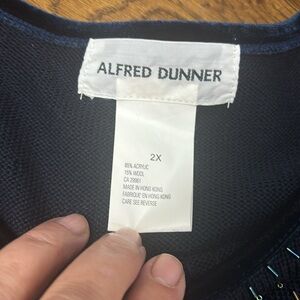 ALFRED DUNNER
2X
85% ACRYLIC
15% WOOL
CA 29981
MADE IN HONG KONG
FABRIQUE EN HONG KONG
CARE SEE REVERSE